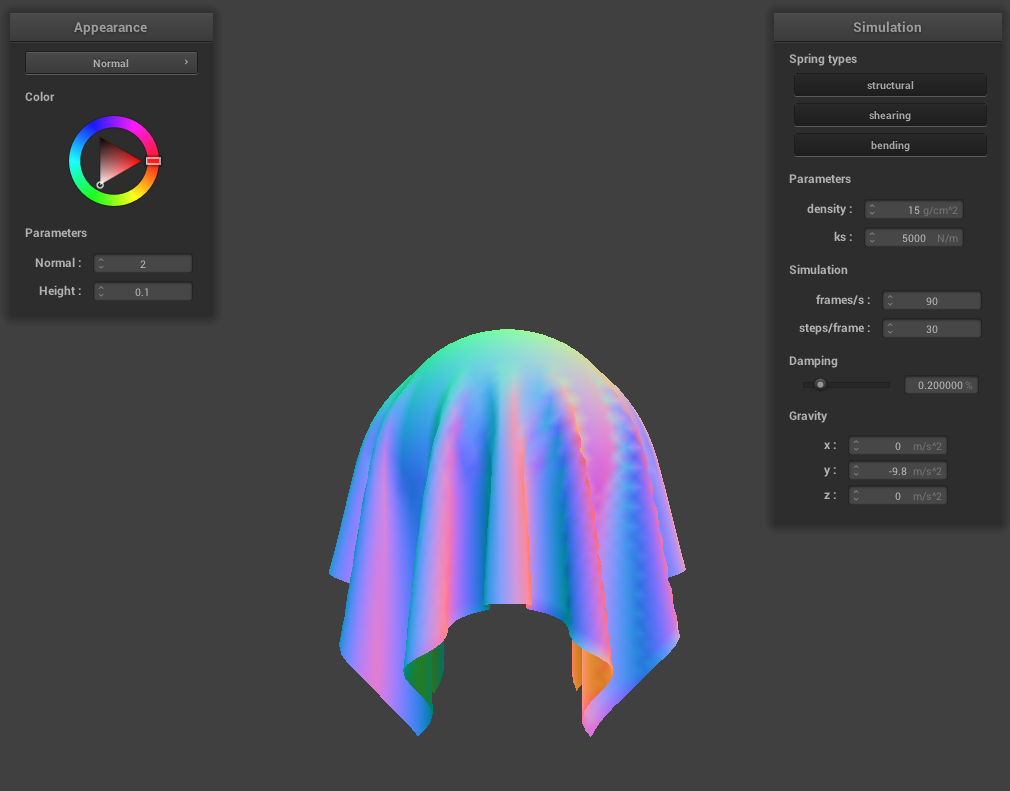 Appearance
Normal
Color
Parameters
Normal : 2
Height : 0.1
Simulation
Spring types
structural
shearing
bending
Parameters
density : 15 g/cm^2
ks : 5000 N/m
Simulation
frames/s : 90
steps/frame : 30
Damping
0.200000 %
Gravity
x : 0 m/s^2
y : -9.8 m/s^2
z : 0 m/s^2